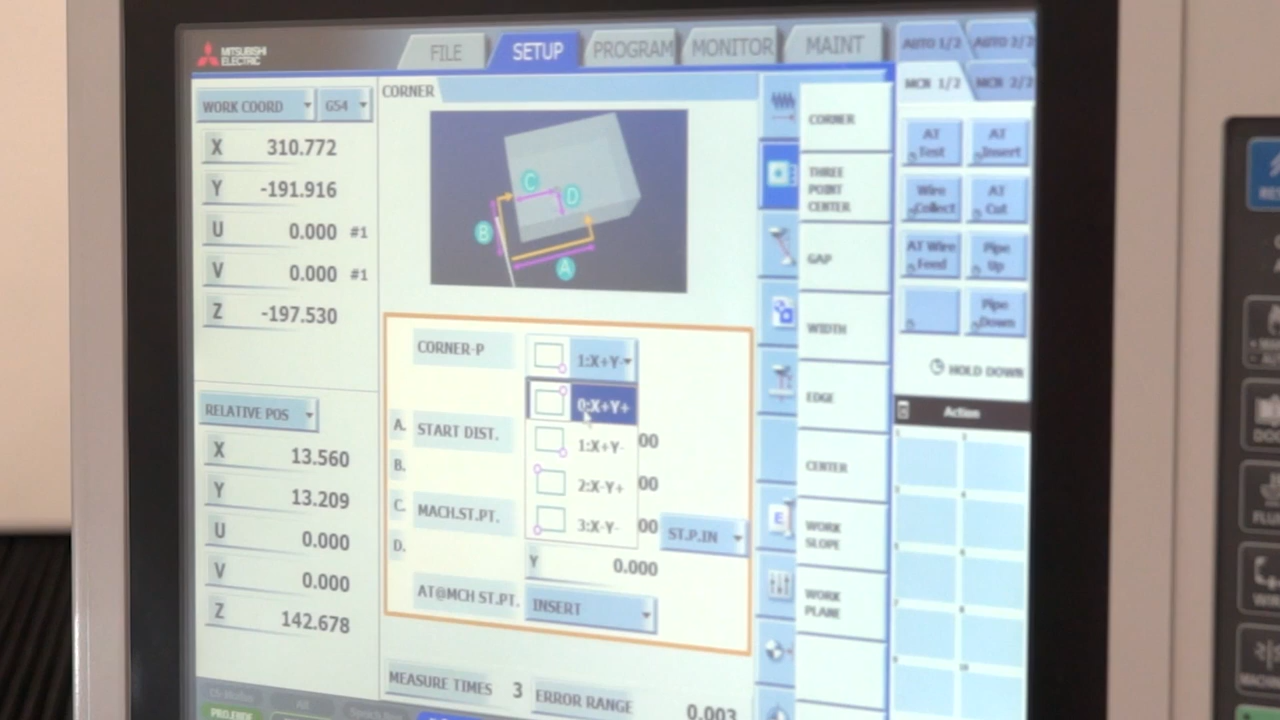 MITSUBISHI
ELECTRIC
FILE
SETUP
PROGRAM
MONITOR
MAINT
AUTO 1/2
AUTO 2/2
MCR 1/2
MCR 2/2
WORK COORD
G54
X 310.772
Y -191.916
U 0.000 #1
V 0.000 #1
Z -197.530
RELATIVE POS
X 13.560
Y 13.209
U 0.000
V 0.000
Z 142.678
CORNER
C
D
B
A
CORNER-P
1:X+Y-
0:X+Y+
1:X+Y-
2:X-Y+
3:X-Y-
A. START DIST.
00
B.
00
C. MACH.ST.PT.
00
ST.P.IN
D.
Y 0.000
AT@MCH ST.PT.
INSERT
MEASURE TIMES 3
ERROR RANGE 0.003
CORNER
THREE
POINT
CENTER
GAP
WIDTH
EDGE
CENTER
WORK
SLOPE
WORK
PLANE
AT
Test
AT
Insert
Wire
Collect
AT
Cut
AT Wire
Feed
Pipe
Up
Pipe
Down
HOLD DOWN
Action